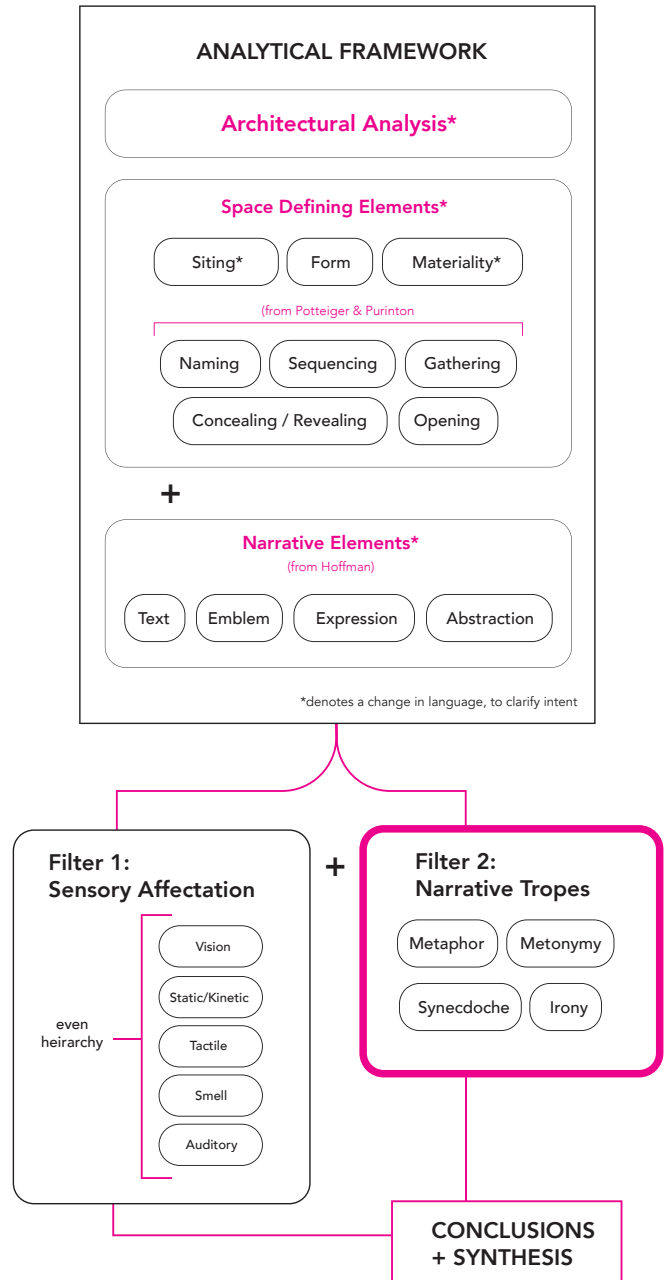 ANALYTICAL FRAMEWORK
Architectural Analysis*
Space Defining Elements*
Siting*
Form
Materiality*
(from Potteiger & Purinton
Naming
Sequencing
Gathering
Concealing / Revealing
Opening
+
Narrative Elements*
(from Hoffman)
Text
Emblem
Expression
Abstraction
*denotes a change in language, to clarify intent
Filter 1:
Sensory Affectation
even
heirarchy
Vision
Static/Kinetic
Tactile
Smell
Auditory
+
Filter 2:
Narrative Tropes
Metaphor
Metonymy
Synecdoche
Irony
CONCLUSIONS
+ SYNTHESIS